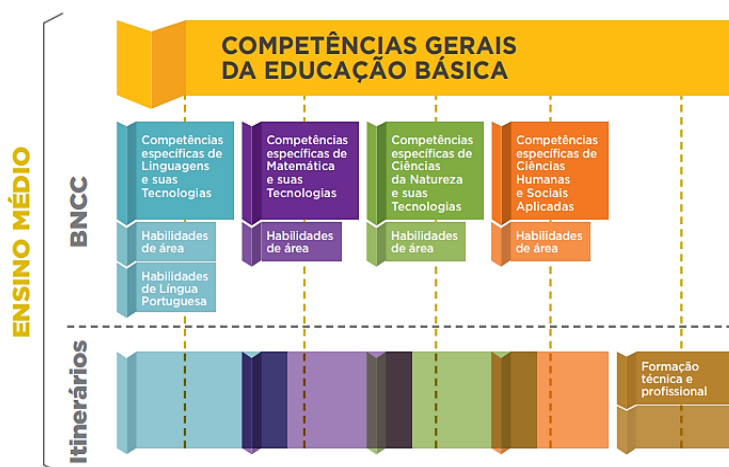 ENSINO MÉDIO
COMPETÊNCIAS GERAIS
DA EDUCAÇÃO BÁSICA
BNCC
Competências
específicas de
Linguagens
e suas
Tecnologias
Habilidades
de área
Habilidades
de Língua
Portuguesa
Competências
específicas de
Matemática
e suas
Tecnologias
Habilidades
de área
Competências
específicas de
Ciências
da Natureza
e suas
Tecnologias
Habilidades
de área
Competências
específicas de
Ciências
Humanas
e Sociais
Aplicadas
Habilidades
de área
Itinerários
Formação
técnica e
profissional